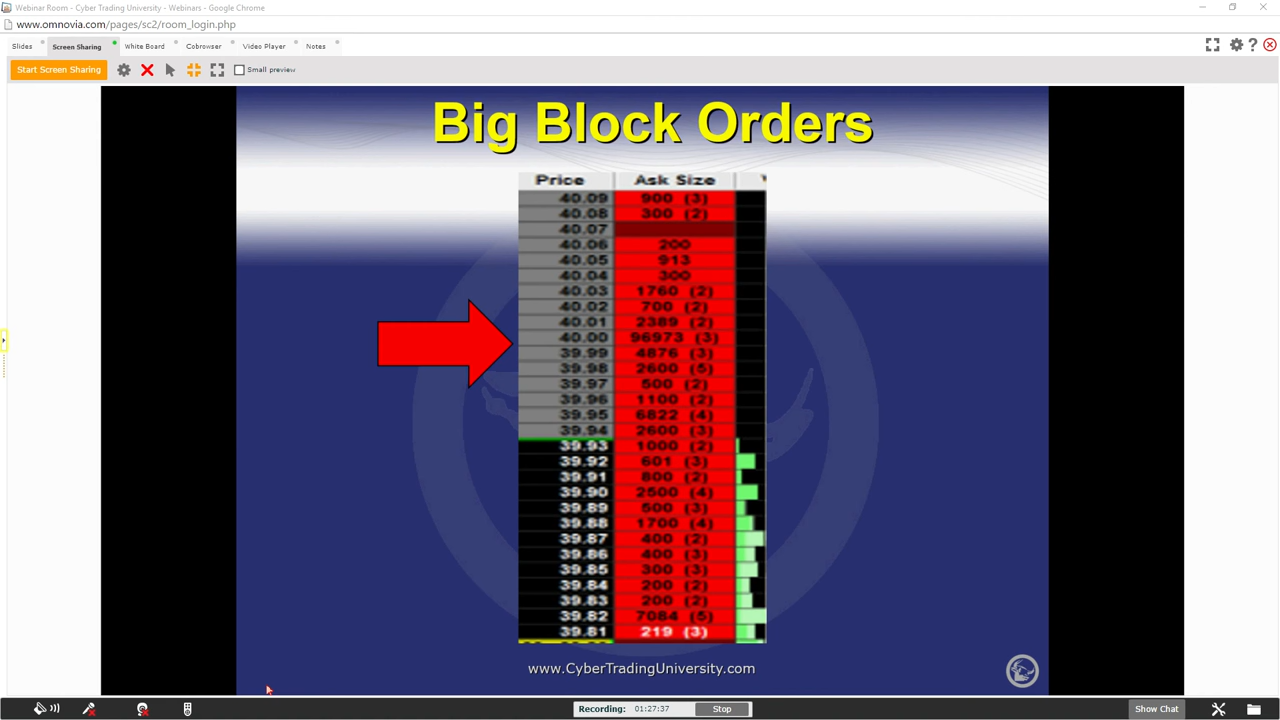 Webinar Room - Cyber Trading University - Webinars - Google Chrome
www.omnovia.com/pages/sc2/room_login.php
Slides Screen Sharing White Board Cobrowser Video Player Notes
Start Screen Sharing Small preview
Big Block Orders
Price Ask Size
40.09 900 (3)
40.08 300 (2)
40.07
40.06 200
40.05 913
40.04 300
40.03 1760 (2)
40.02 700 (2)
40.01 2389 (2)
40.00 96973 (3)
39.99 4876 (3)
39.98 2600 (5)
39.97 500 (2)
39.96 1100 (2)
39.95 6822 (4)
39.94 2600 (3)
39.93 1000 (2)
39.92 601 (3)
39.91 800 (2)
39.90 2500 (4)
39.89 500 (3)
39.88 1700 (4)
39.87 400 (2)
39.86 400 (3)
39.85 300 (3)
39.84 200 (2)
39.83 200 (2)
39.82 7084 (5)
39.81 219 (3)
www.CyberTradingUniversity.com
Recording: 01:27:37 Stop Show Chat